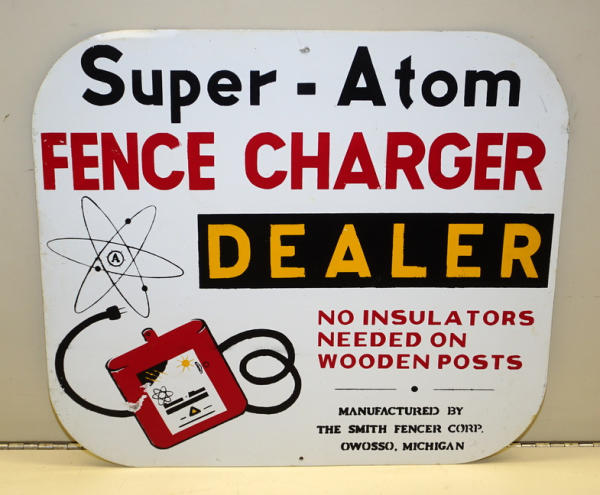 Super - Atom
FENCE CHARGER
DEALER
A
NO INSULATORS
NEEDED ON
WOODEN POSTS
MANUFACTURED BY
THE SMITH FENCER CORP.
OWOSSO, MICHIGAN